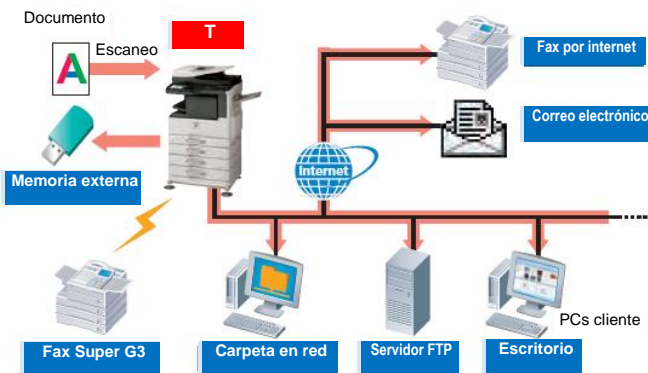 Documento
T
Escaneo
A
Fax por internet
Correo electrónico
Internet
Memoria externa
PCs cliente
Fax Super G3
Carpeta en red
Servidor FTP
Escritorio